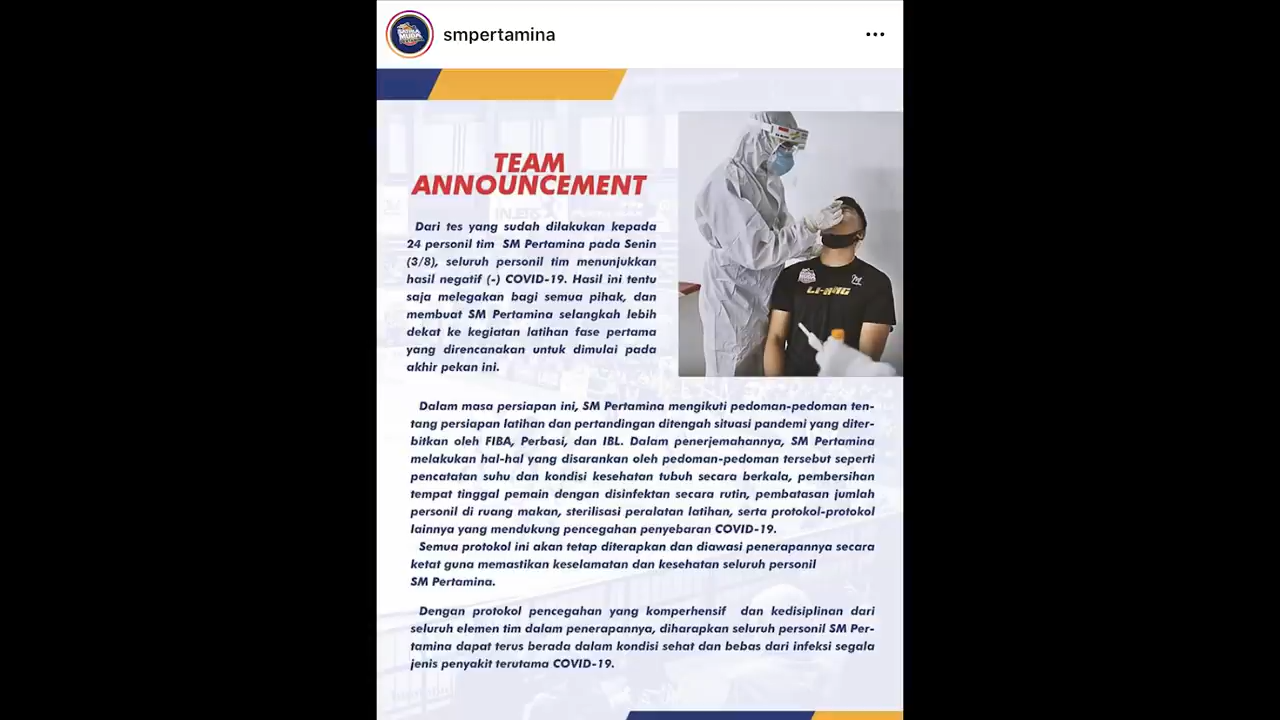 smpertamina
TEAM
ANNOUNCEMENT
Dari tes yang sudah dilakukan kepada
24 personil tim SM Pertamina pada Senin
(3/8), seluruh personil tim menunjukkan
hasil negatif (-) COVID-19. Hasil ini tentu
saja melegakan bagi semua pihak, dan
membuat SM Pertamina selangkah lebih
dekat ke kegiatan latihan fase pertama
yang direncanakan untuk dimulai pada
akhir pekan ini.
LI-NING
Dalam masa persiapan ini, SM Pertamina mengikuti pedoman-pedoman ten-
tang persiapan latihan dan pertandingan ditengah situasi pandemi yang diter-
bitkan oleh FIBA, Perbasi, dan IBL. Dalam penerjemahannya, SM Pertamina
melakukan hal-hal yang disarankan oleh pedoman-pedoman tersebut seperti
pencatatan suhu dan kondisi kesehatan tubuh secara berkala, pembersihan
tempat tinggal pemain dengan disinfektan secara rutin, pembatasan jumlah
personil di ruang makan, sterilisasi peralatan latihan, serta protokol-protokol
lainnya yang mendukung pencegahan penyebaran COVID-19.
Semua protokol ini akan tetap diterapkan dan diawasi penerapannya secara
ketat guna memastikan keselamatan dan kesehatan seluruh personil
SM Pertamina.
Dengan protokol pencegahan yang komperhensif dan kedisiplinan dari
seluruh elemen tim dalam penerapannya, diharapkan seluruh personil SM Per-
tamina dapat terus berada dalam kondisi sehat dan bebas dari infeksi segala
jenis penyakit terutama COVID-19.